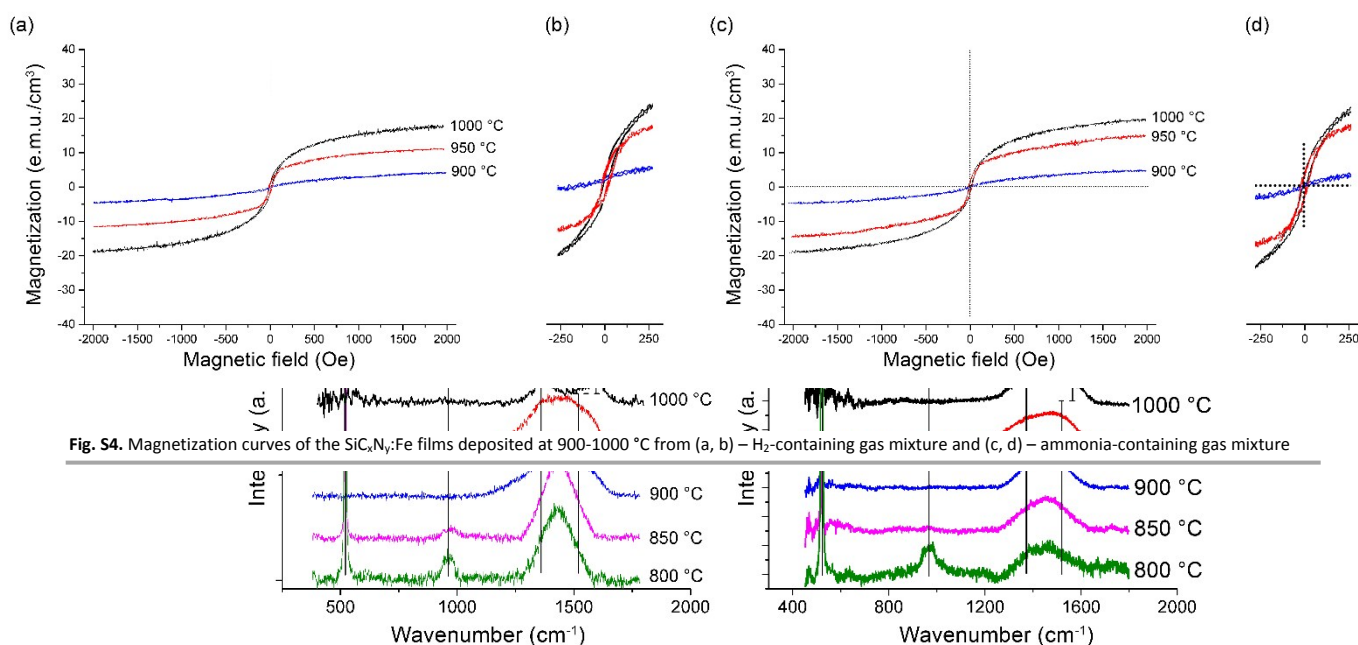 (a)
(b)
(c)
(d)
Magnetization (e.m.u./cm³)
40
30
20
10
0
-10
-20
-30
-40
1000 °C
950 °C
900 °C
-2000 -1500 -1000 -500 0 500 1000 1500 2000
Magnetic field (Oe)
-250 0 250
Magnetization (e.m.u./cm³)
40
30
20
10
0
-10
-20
-30
-40
1000 °C
950 °C
900 °C
-2000 -1500 -1000 -500 0 500 1000 1500 2000
Magnetic field (Oe)
-250 0 250
y (a.
1000 °C
y (a.
1000 °C
Fig. S4. Magnetization curves of the SiCₓNᵧ:Fe films deposited at 900-1000 °C from (a, b) – H₂-containing gas mixture and (c, d) – ammonia-containing gas mixture
Inte
900 °C
850 °C
800 °C
500 1000 1500 2000
Wavenumber (cm⁻¹)
Inte
900 °C
850 °C
800 °C
400 800 1200 1600 2000
Wavenumber (cm⁻¹)